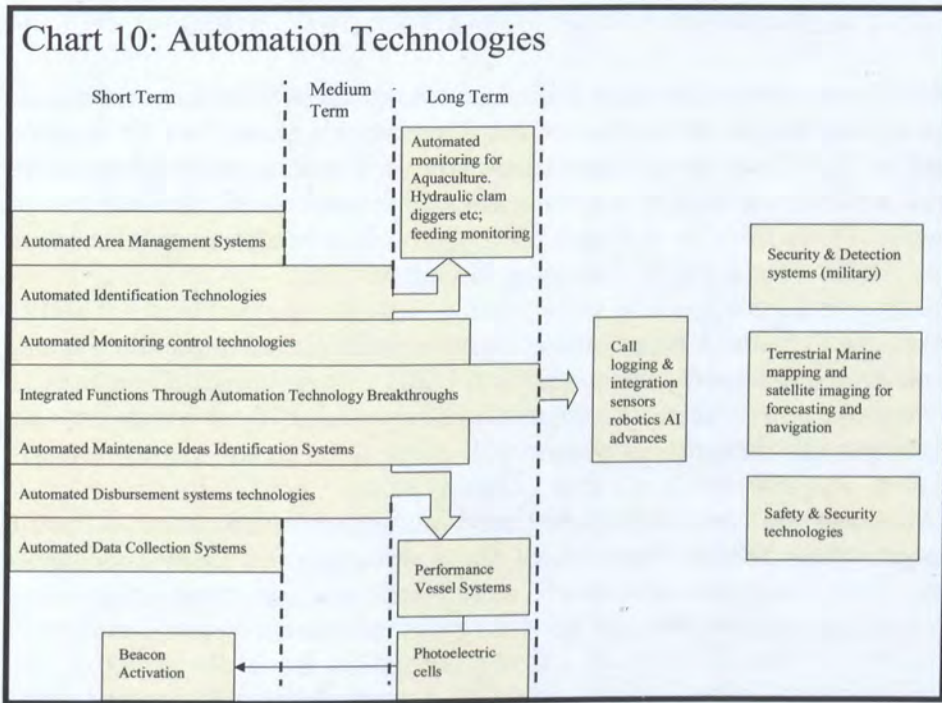 Chart 10: Automation Technologies
Short Term
Medium
Term
Long Term
Automated
monitoring for
Aquaculture.
Hydraulic clam
diggers etc;
feeding monitoring
Automated Area Management Systems
Automated Identification Technologies
Automated Monitoring control technologies
Integrated Functions Through Automation Technology Breakthroughs
Automated Maintenance Ideas Identification Systems
Automated Disbursement systems technologies
Automated Data Collection Systems
Performance
Vessel Systems
Beacon
Activation
Photoelectric
cells
Call
logging &
integration
sensors
robotics AI
advances
Security & Detection
systems (military)
Terrestrial Marine
mapping and
satellite imaging for
forecasting and
navigation
Safety & Security
technologies